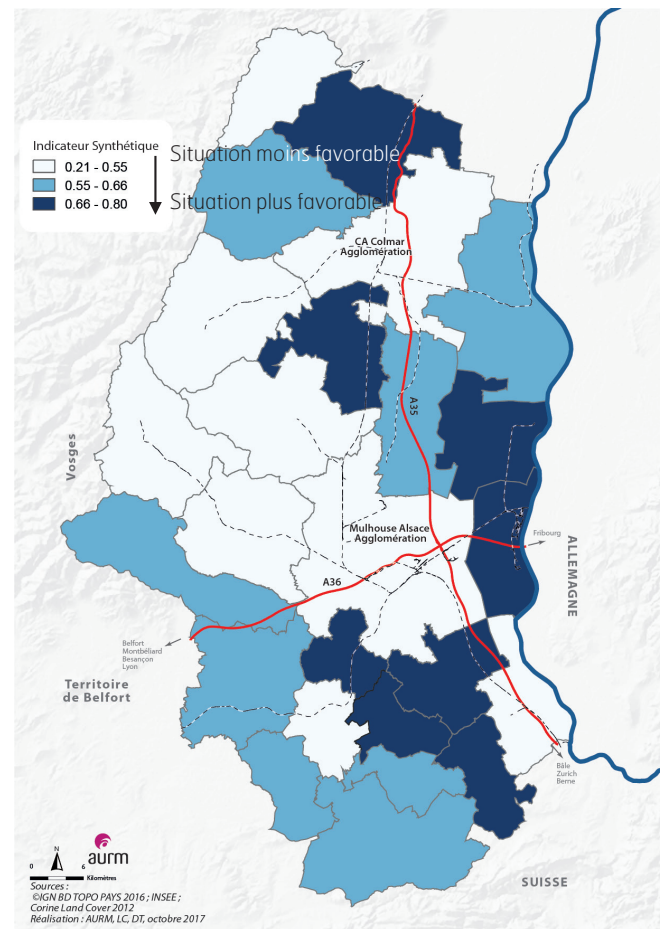 Indicateur Synthétique
0.21 - 0.55
0.55 - 0.66
0.66 - 0.80
Situation moins favorable
Situation plus favorable
CA Colmar
Agglomération
A35
Vosges
Mulhouse Alsace
Agglomération
Fribourg
ALLEMAGNE
A36
Belfort
Montbéliard
Besançon
Lyon
Territoire
de Belfort
Bâle
Zurich
Berne
SUISSE
N
0 6
Kilomètres
aurm
Sources :
©IGN BD TOPO PAYS 2016 ; INSEE ;
Corine Land Cover 2012
Réalisation : AURM, LC, DT, octobre 2017